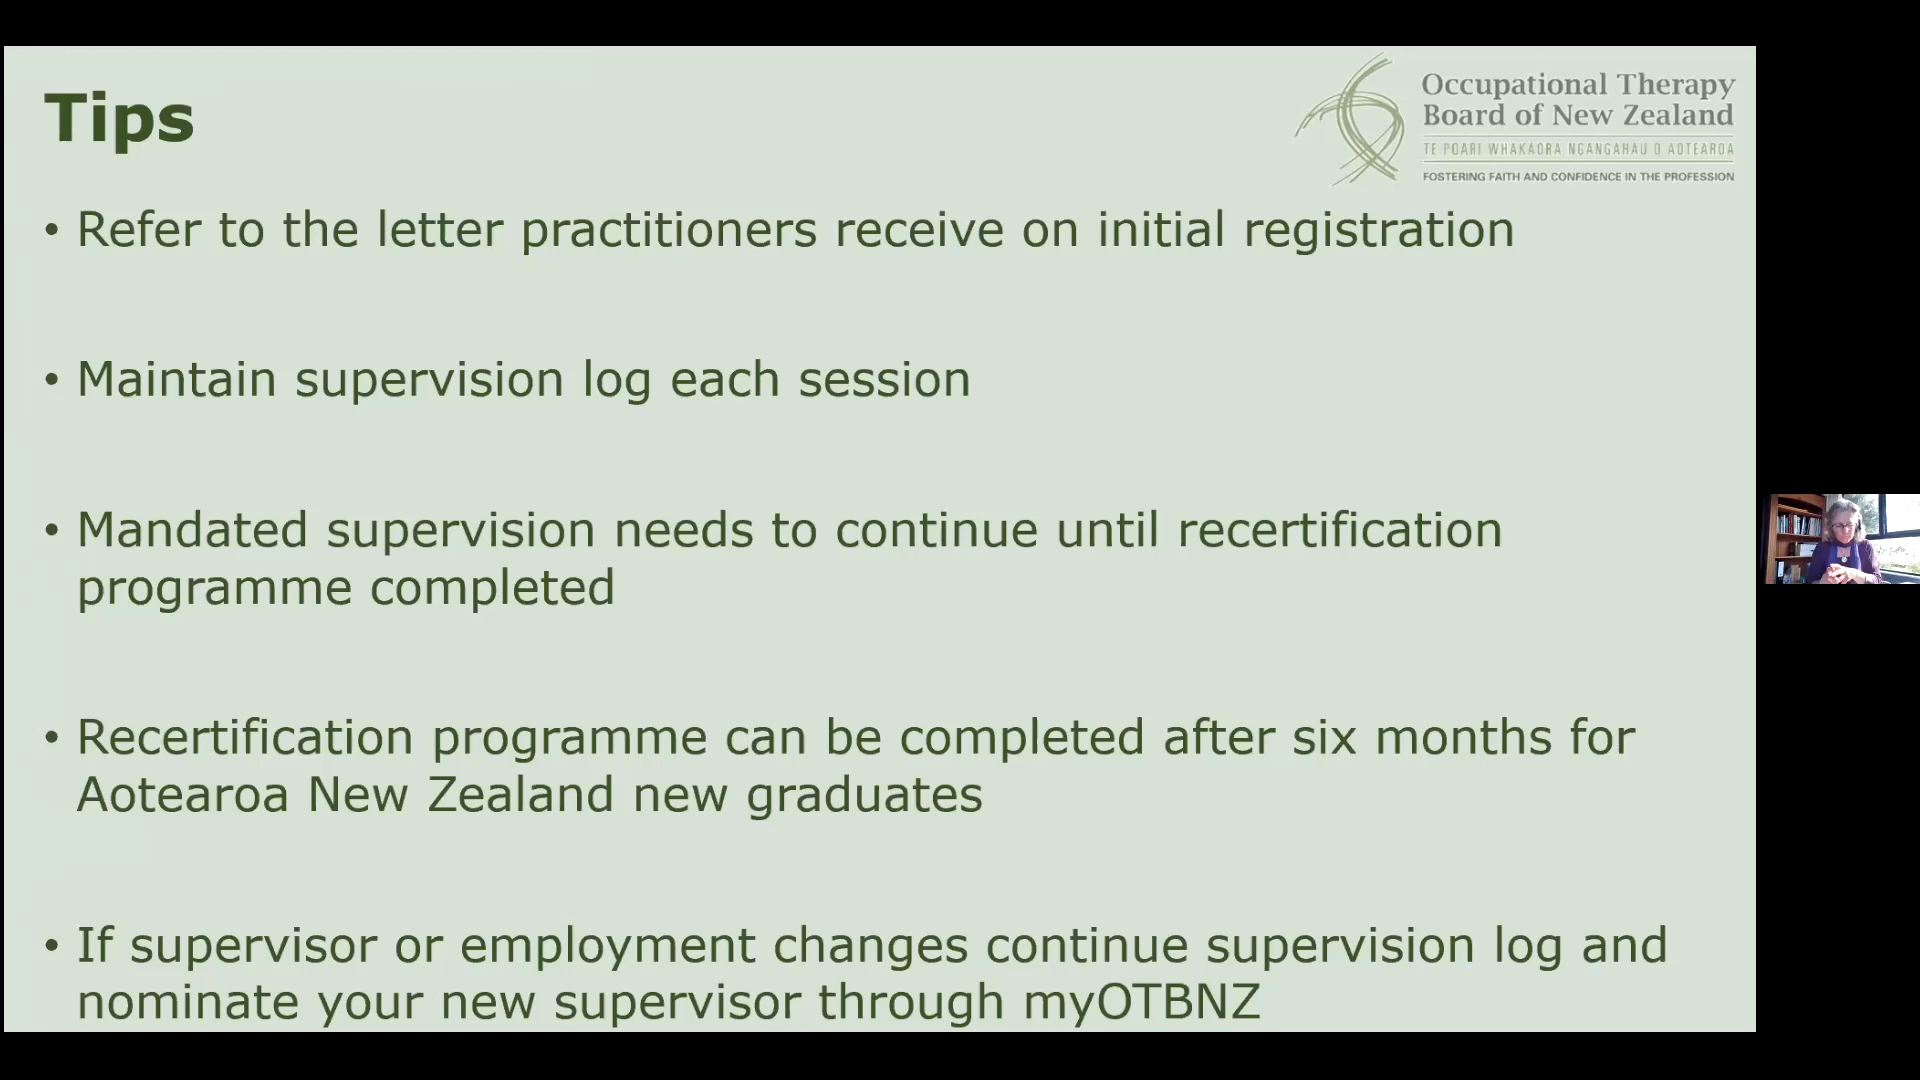 Tips
Occupational Therapy
Board of New Zealand
TE POARI WHAKAORA NGANGAHAU O AOTEAROA
FOSTERING FAITH AND CONFIDENCE IN THE PROFESSION
• Refer to the letter practitioners receive on initial registration
• Maintain supervision log each session
• Mandated supervision needs to continue until recertification
programme completed
• Recertification programme can be completed after six months for
Aotearoa New Zealand new graduates
• If supervisor or employment changes continue supervision log and
nominate your new supervisor through myOTBNZ